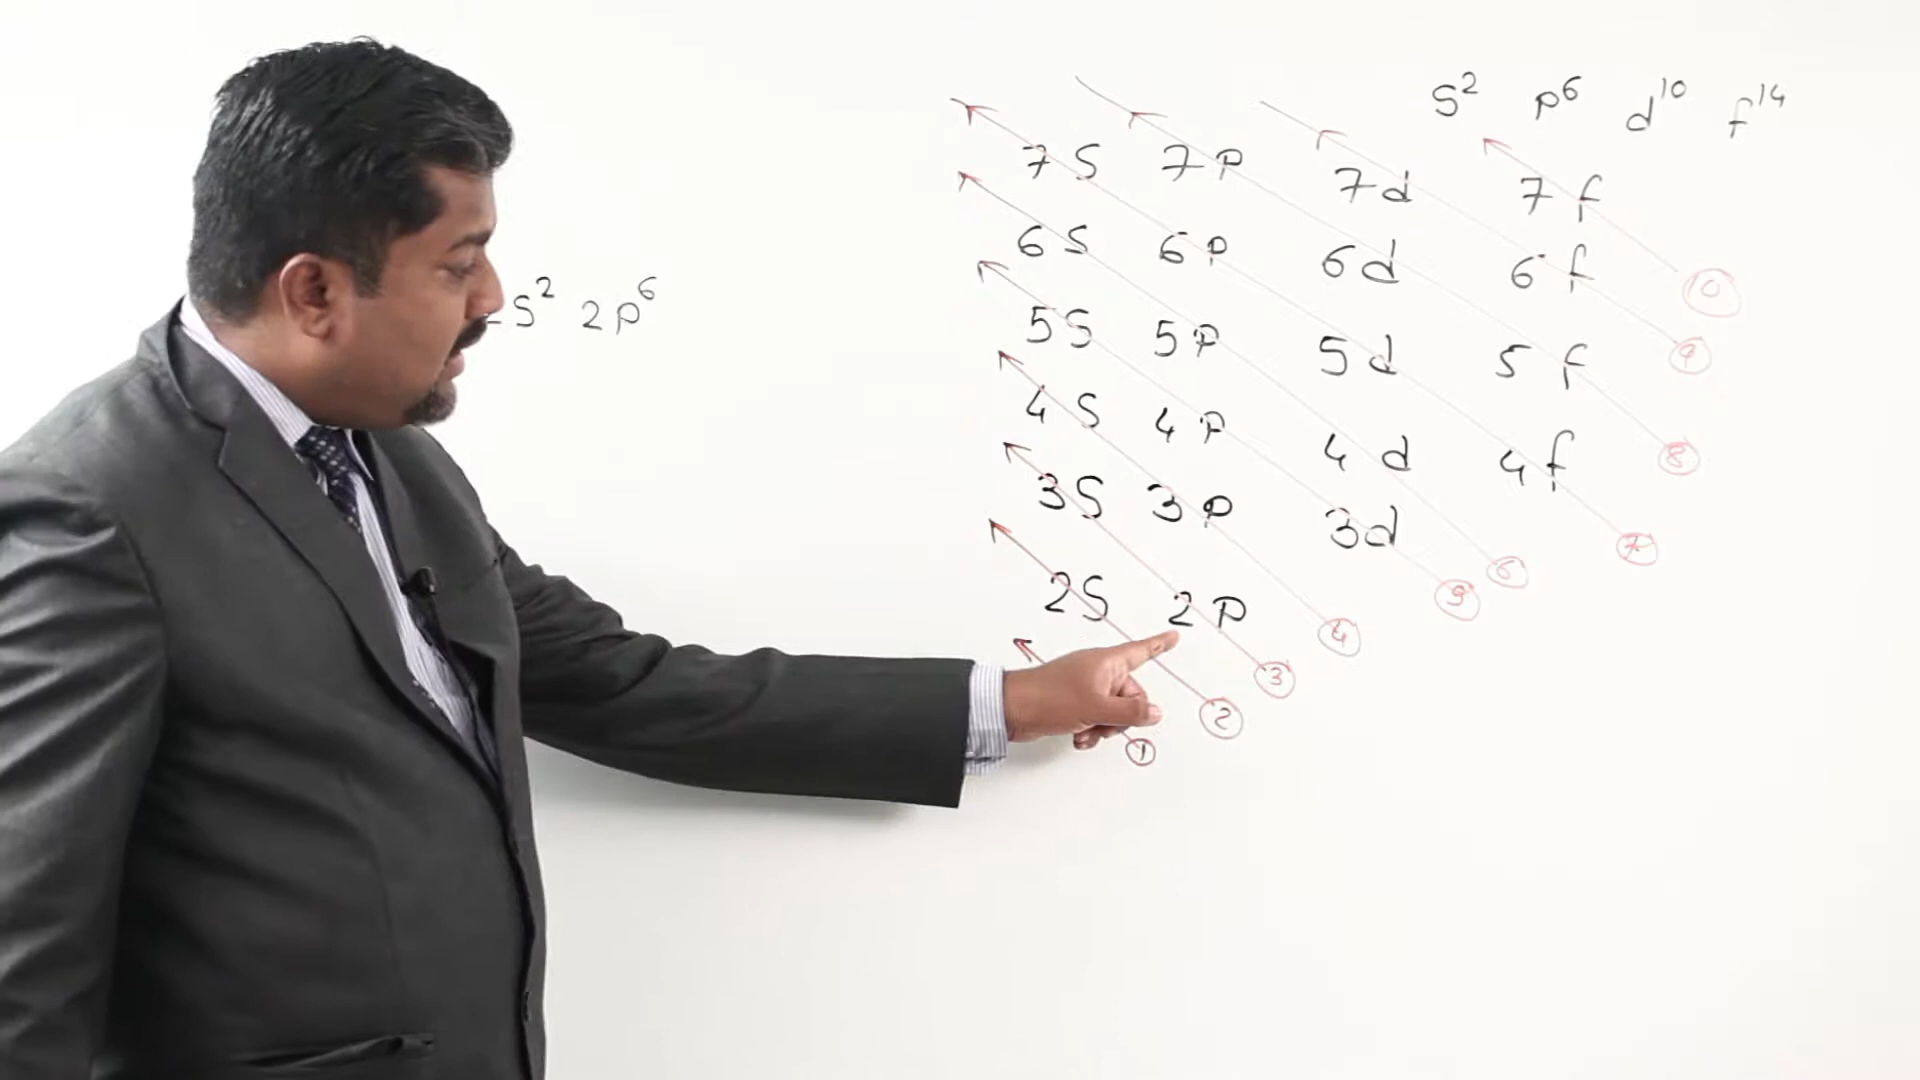 S² P⁶ d¹⁰ f¹⁴
7S 7P 7d 7f
6S 6P 6d 6f
10
S² 2P⁶
5S 5P 5d 5f
9
4S 4P 4d 4f
8
3S 3P 3d
7
6
5
2S 2P
4
3
2
1